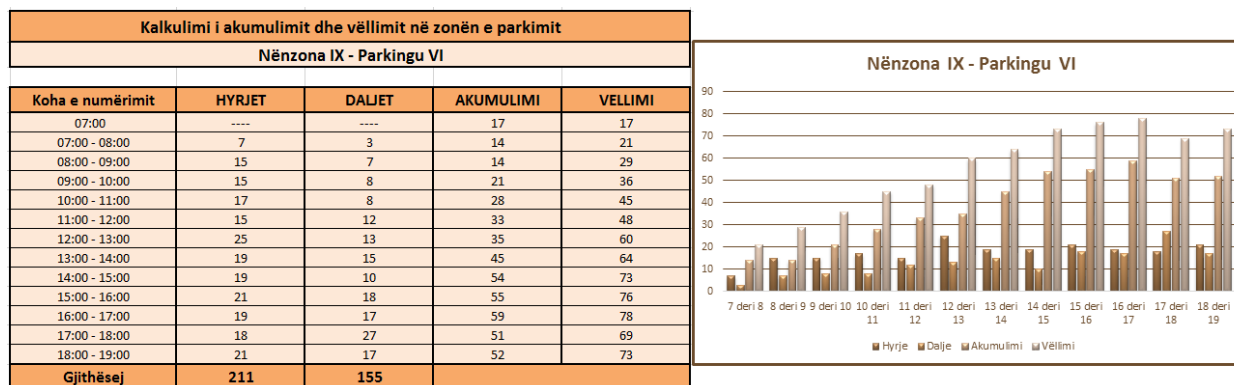 Kalkulimi i akumulimit dhe vëllimit në zonën e parkimit
Nënzona IX - Parkingu VI
Koha e numërimit HYRJET DALJET AKUMULIMI VELLIMI
07:00 ---- ---- 17 17
07:00 - 08:00 7 3 14 21
08:00 - 09:00 15 7 14 29
09:00 - 10:00 15 8 21 36
10:00 - 11:00 17 8 28 45
11:00 - 12:00 15 12 33 48
12:00 - 13:00 25 13 35 60
13:00 - 14:00 19 15 45 64
14:00 - 15:00 19 10 54 73
15:00 - 16:00 21 18 55 76
16:00 - 17:00 19 17 59 78
17:00 - 18:00 18 27 51 69
18:00 - 19:00 21 17 52 73
Gjithësej 211 155
Nënzona IX - Parkingu VI
90
80
70
60
50
40
30
20
10
0
7 deri 8 8 deri 9 9 deri 10 10 deri 11 11 deri 12 12 deri 13 13 deri 14 14 deri 15 15 deri 16 16 deri 17 17 deri 18 18 deri 19
Hyrje Dalje Akumulimi Vëllimi